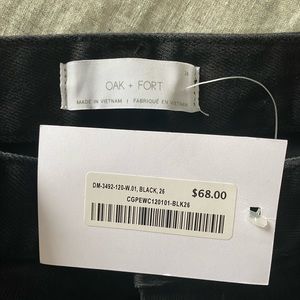 OAK + FORT
MADE IN VIETNAM | FABRIQUÉ EN VIETNAM
DM-3492-120-W.01, BLACK, 26
$68.00
CGPEWC120101-BLK26